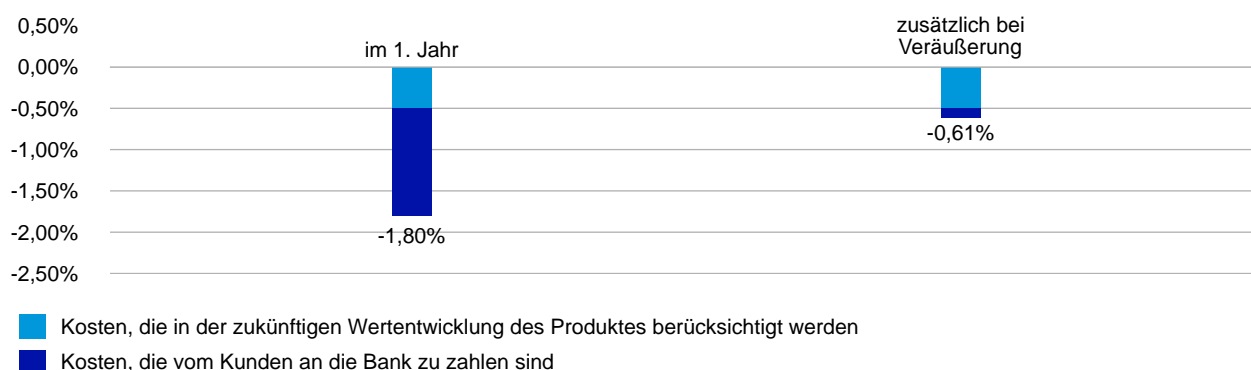 0,50%
0,00%
-0,50%
-1,00%
-1,50%
-2,00%
-2,50%
im 1. Jahr
-1,80%
zusätzlich bei
Veräußerung
-0,61%
Kosten, die in der zukünftigen Wertentwicklung des Produktes berücksichtigt werden
Kosten, die vom Kunden an die Bank zu zahlen sind